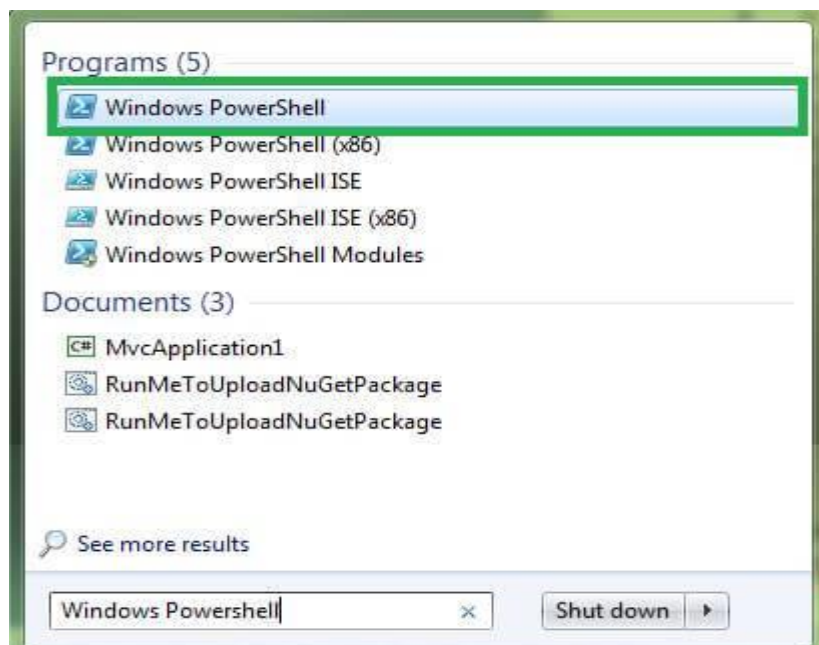 Programs (5)
Windows PowerShell
Windows PowerShell (x86)
Windows PowerShell ISE
Windows PowerShell ISE (x86)
Windows PowerShell Modules
Documents (3)
C#
MvcApplication1
RunMeToUploadNuGetPackage
RunMeToUploadNuGetPackage
See more results
Windows Powershell
Shut down